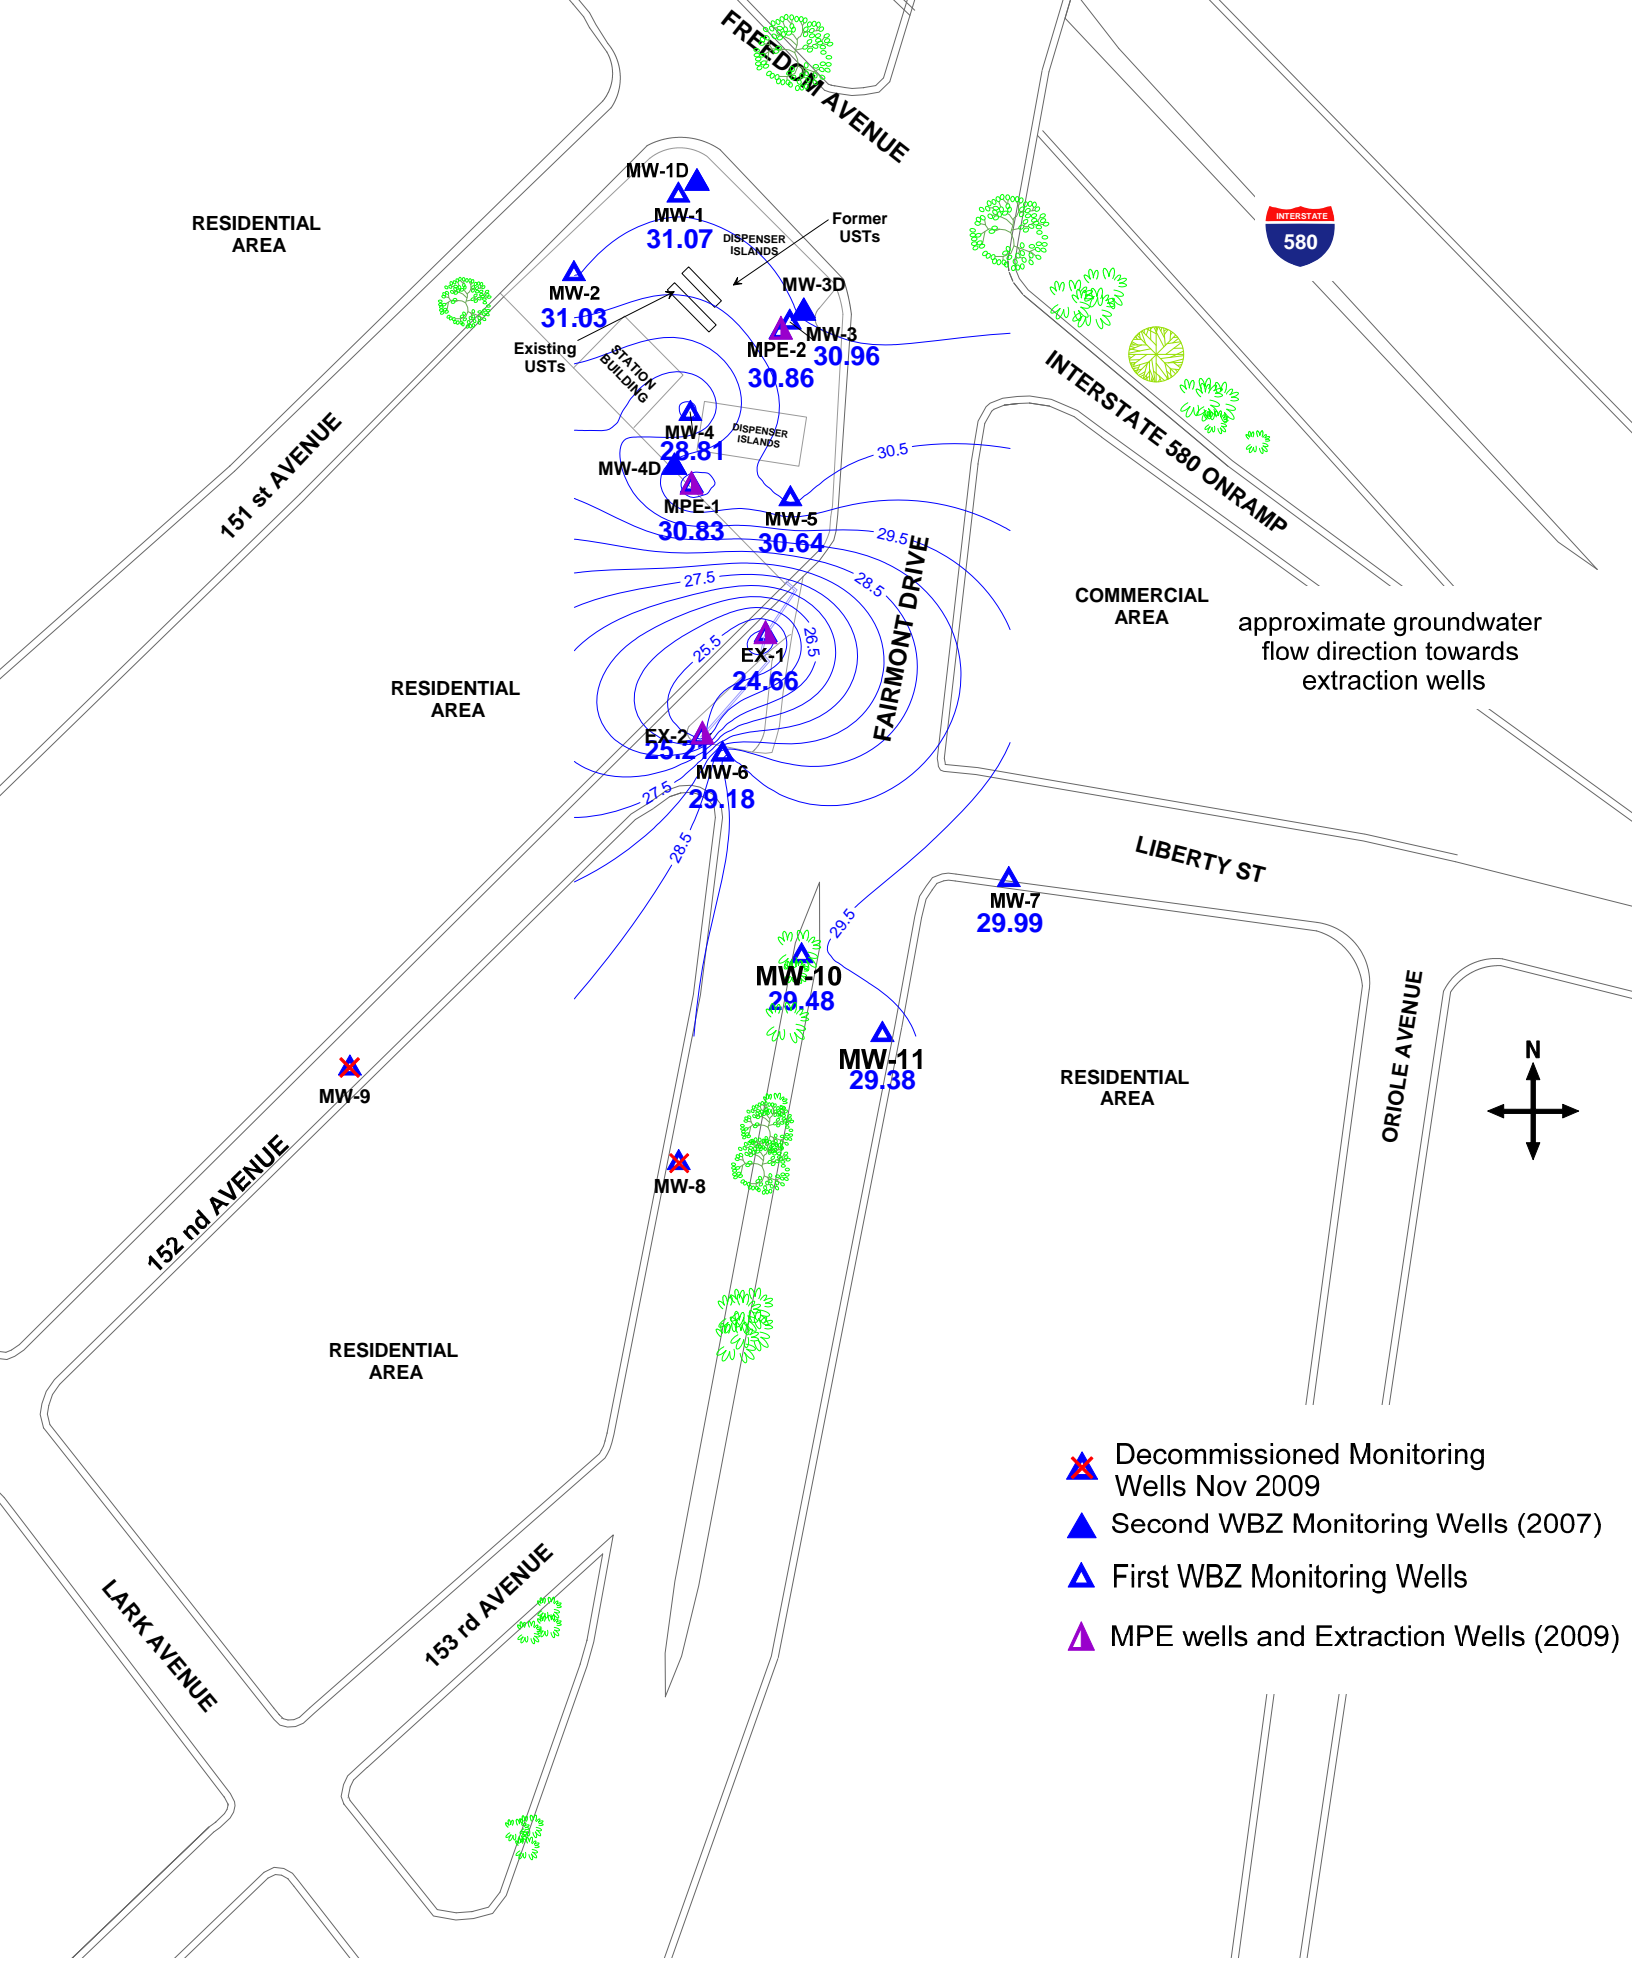 FREEDOM AVENUE
MW-1D
MW-1
31.07
DISPENSER
ISLANDS
Former
USTs
RESIDENTIAL
AREA
INTERSTATE
580
MW-2
31.03
MW-3D
MW-3
30.96
MPE-2
30.86
Existing
USTs
STATION
BUILDING
MW-4
28.81
DISPENSER
ISLANDS
MW-4D
MPE-1
30.83
MW-5
30.64
30.5
29.5
28.5
27.5
26.5
25.5
151 st AVENUE
INTERSTATE 580 ONRAMP
FAIRMONT DRIVE
COMMERCIAL
AREA
approximate groundwater
flow direction towards
extraction wells
RESIDENTIAL
AREA
EX-1
24.66
EX-2
25.21
MW-6
29.18
27.5
28.5
29.5
LIBERTY ST
MW-7
29.99
MW-10
29.48
MW-11
29.38
MW-9
MW-8
RESIDENTIAL
AREA
ORIOLE AVENUE
N
152 nd AVENUE
RESIDENTIAL
AREA
Decommissioned Monitoring
Wells Nov 2009
Second WBZ Monitoring Wells (2007)
First WBZ Monitoring Wells
MPE wells and Extraction Wells (2009)
LARK AVENUE
153 rd AVENUE